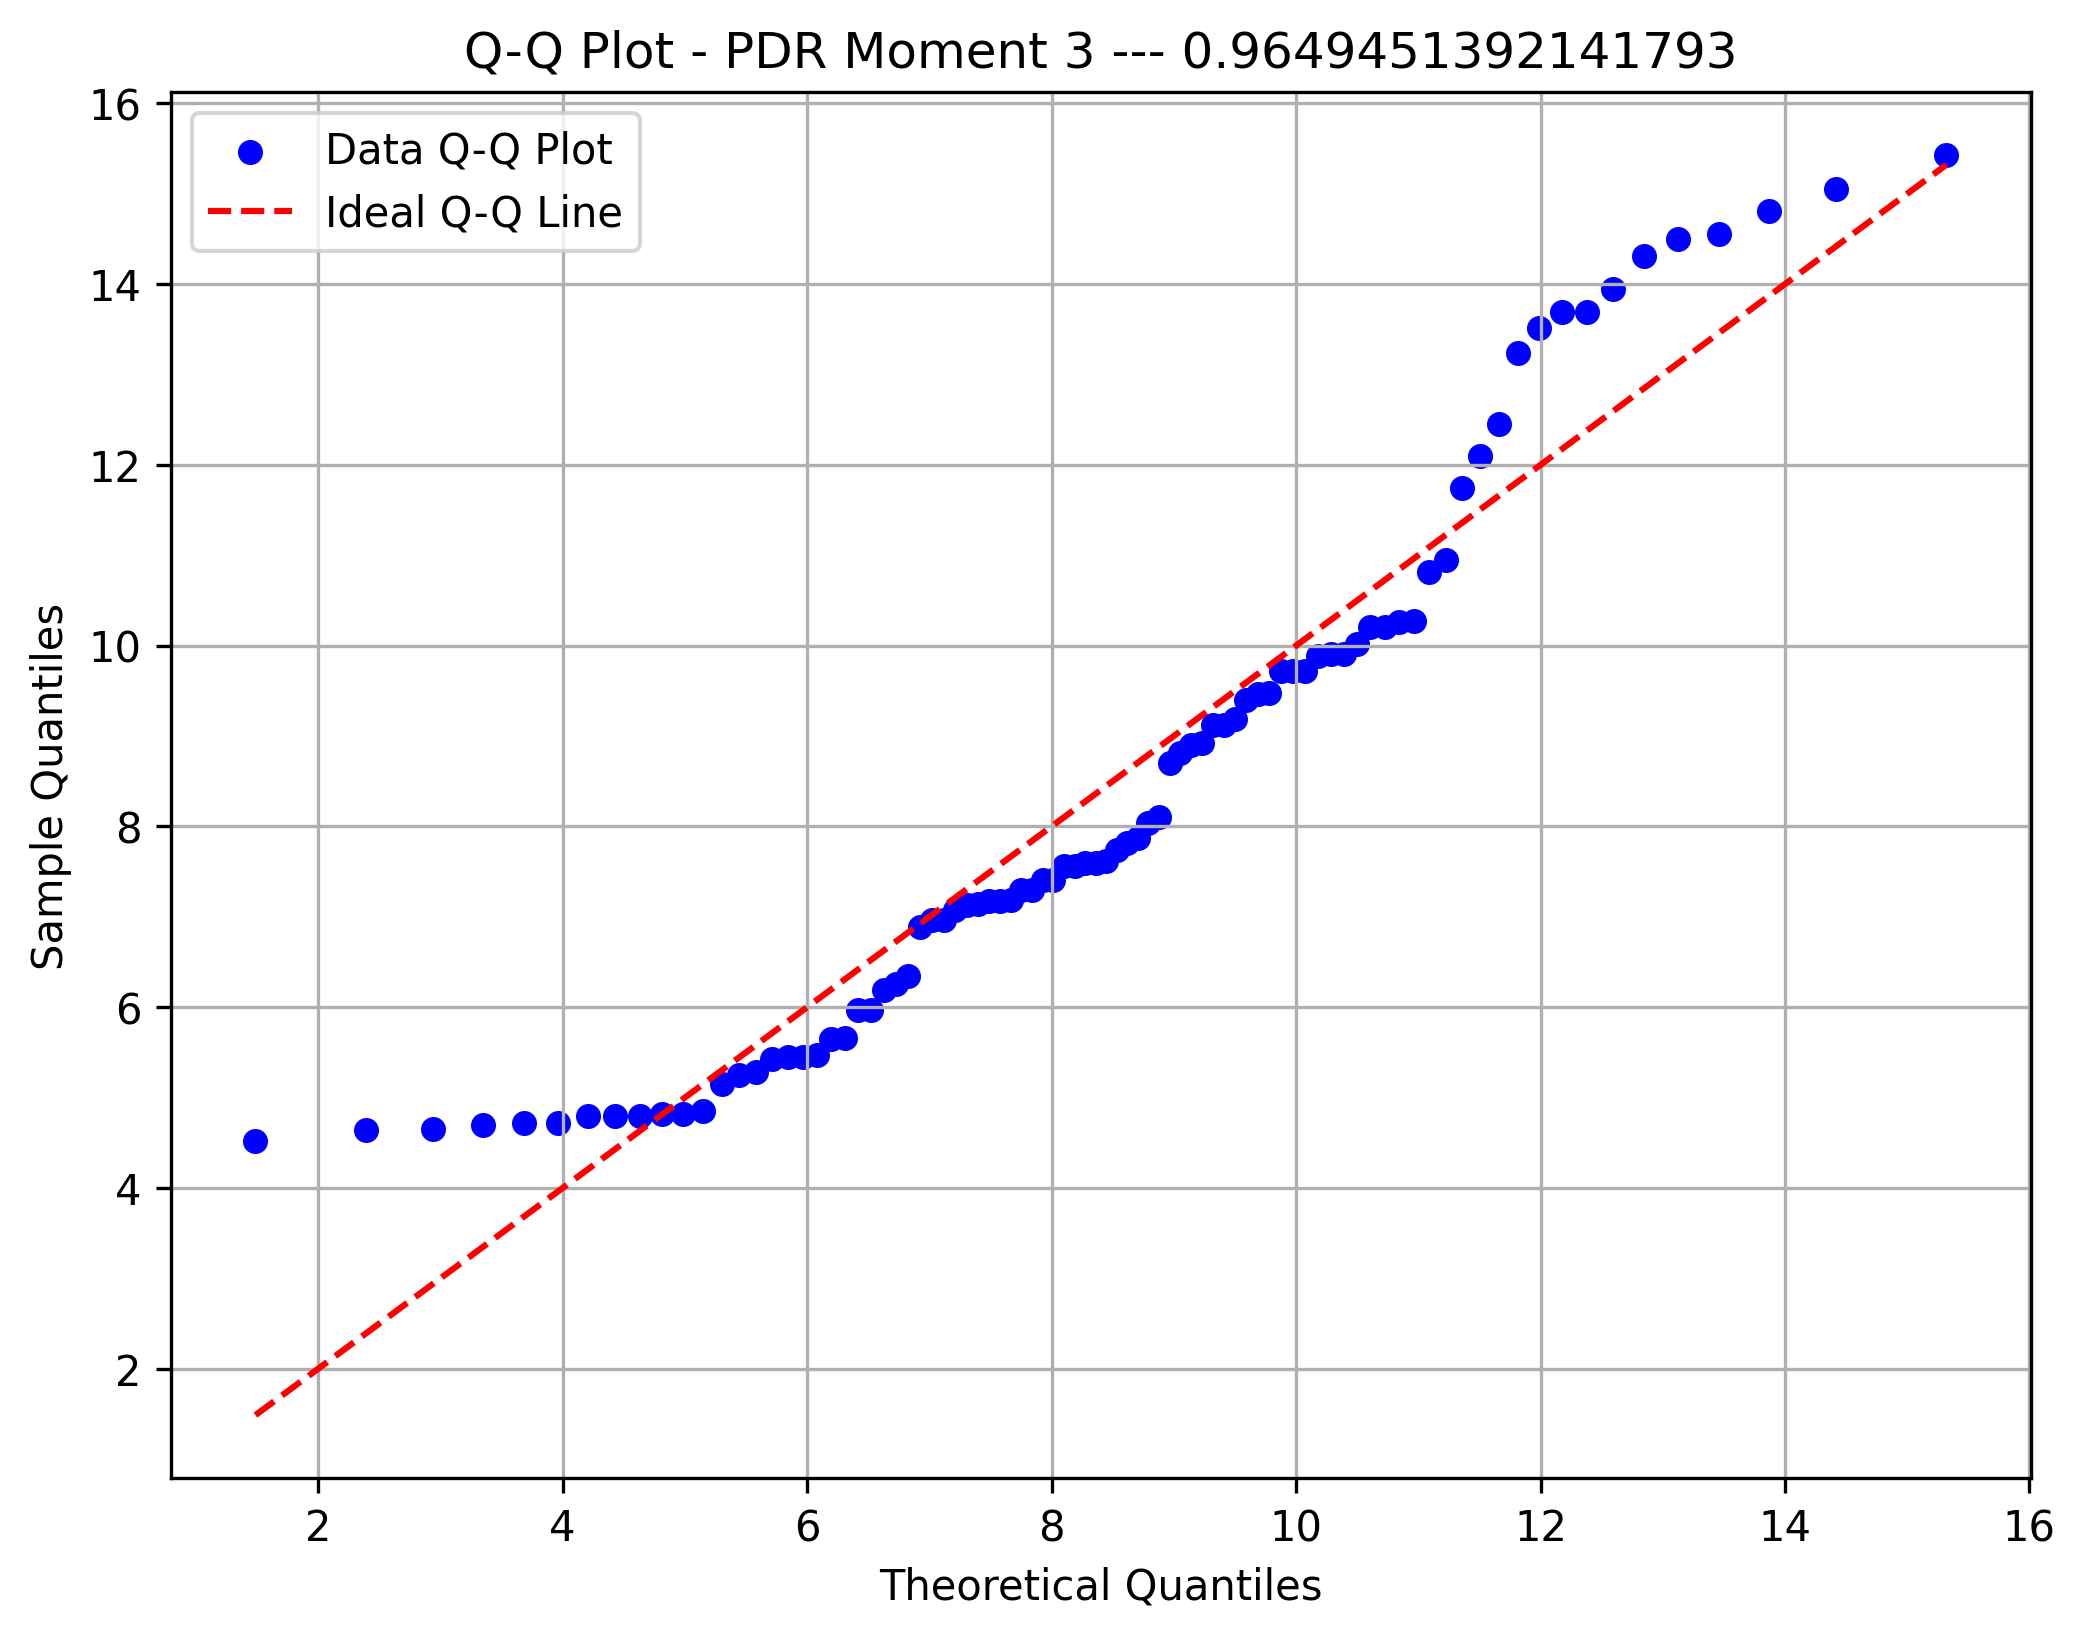 Q-Q Plot - PDR Moment 3 --- 0.9649451392141793
Data Q-Q Plot
Ideal Q-Q Line
16
14
12
10
8
6
4
2
Sample Quantiles
2 4 6 8 10 12 14 16
Theoretical Quantiles